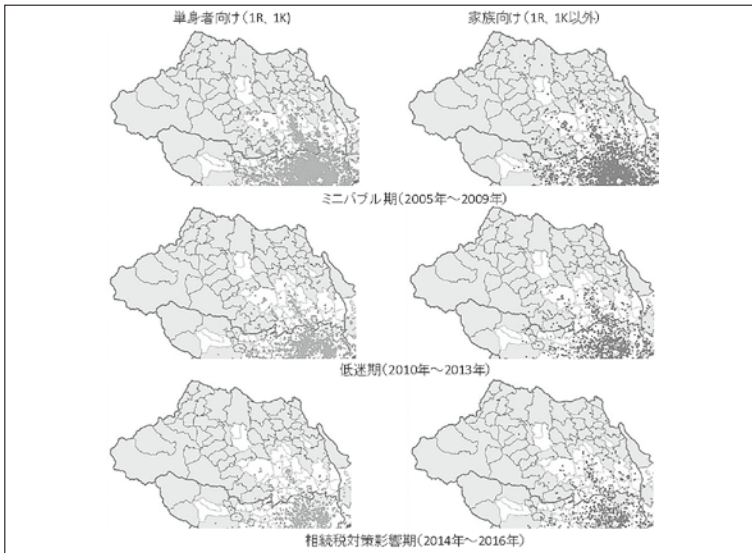 単身者向け(1R、1K)
家族向け(1R、1K以外)
ミニバブル期(2005年～2009年)
低迷期(2010年～2013年)
相続税対策影響期(2014年～2016年)